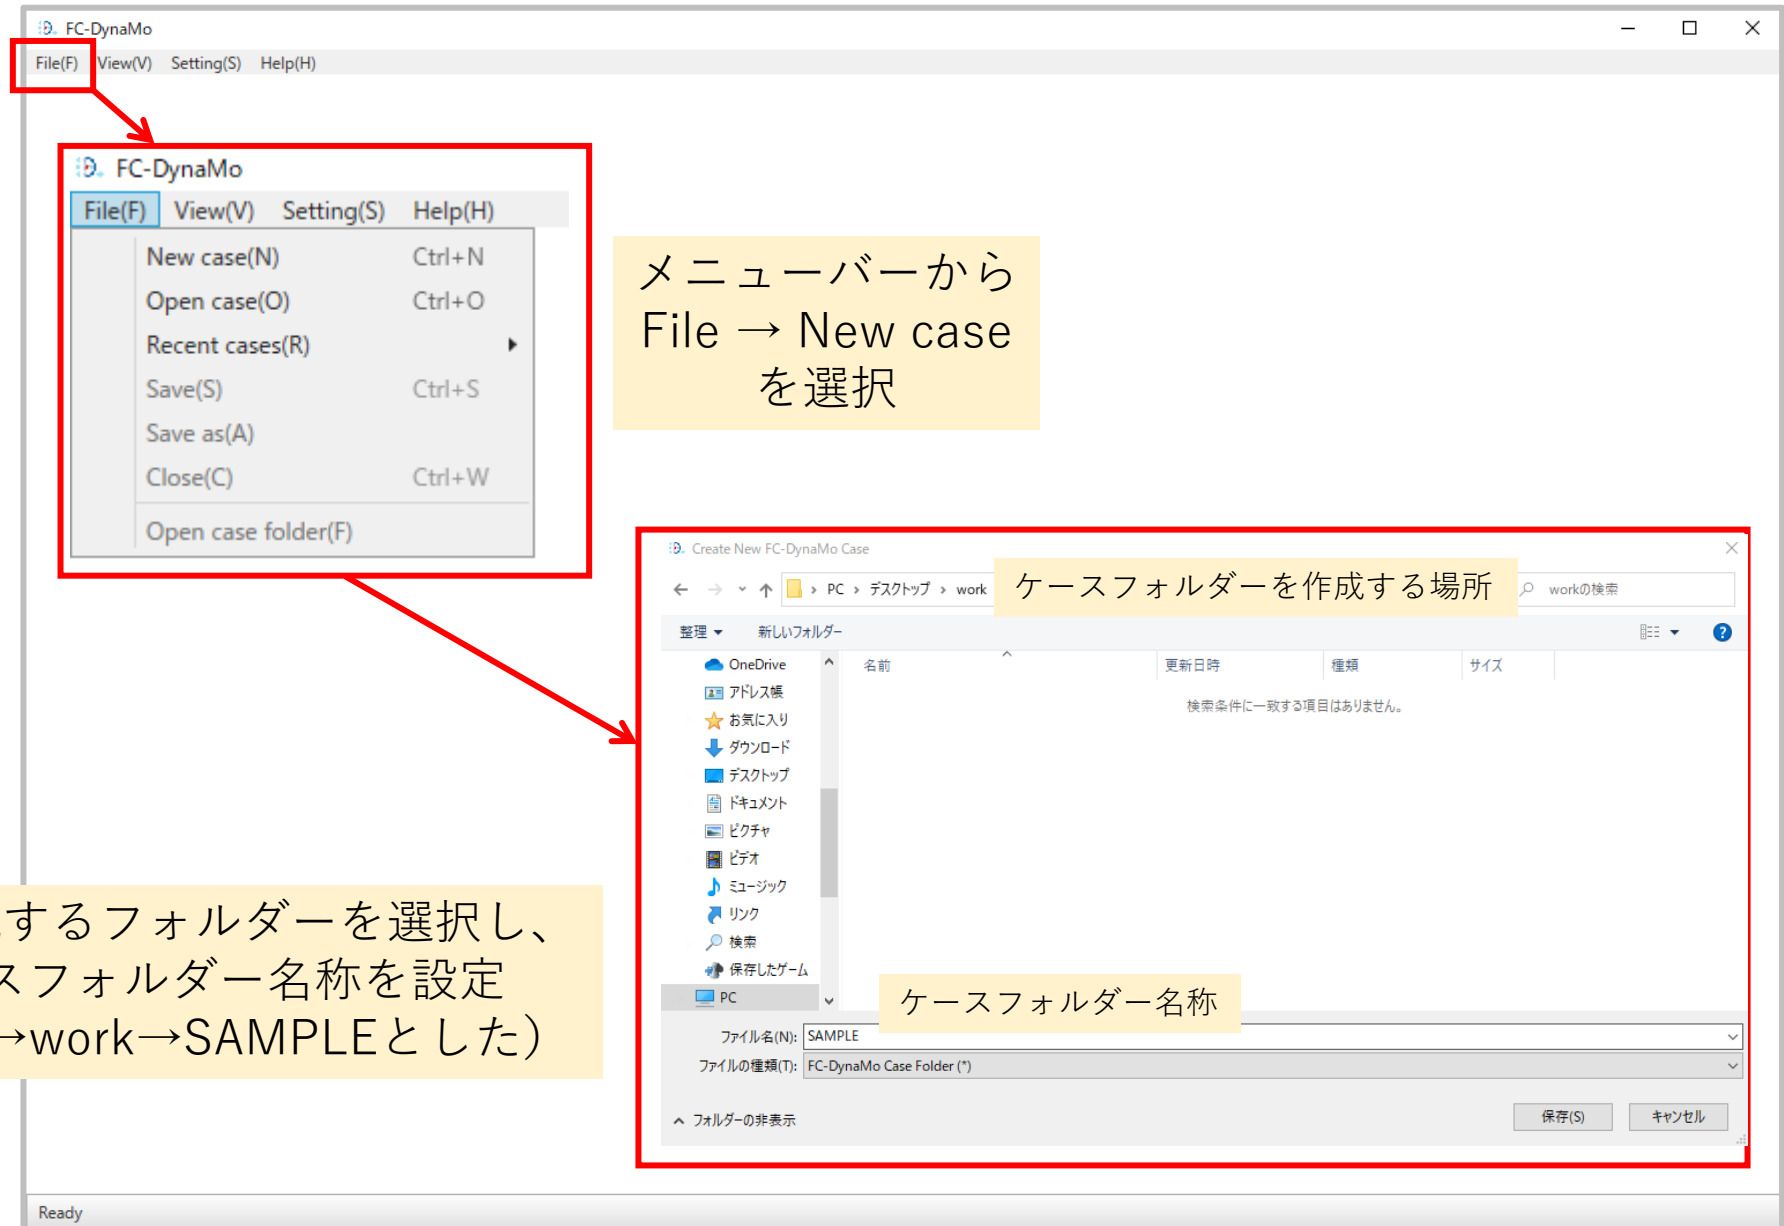 FC-DynaMo
File(F) View(V) Setting(S) Help(H)
FC-DynaMo
File(F) View(V) Setting(S) Help(H)
New case(N) Ctrl+N
Open case(O) Ctrl+O
Recent cases(R)
Save(S) Ctrl+S
Save as(A)
Close(C) Ctrl+W
Open case folder(F)
メニューバーから
File → New case
を選択
Create New FC-DynaMo Case
PC › デスクトップ › work
ケースフォルダーを作成する場所
workの検索
整理 新しいフォルダー
名前 更新日時 種類 サイズ
検索条件に一致する項目はありません。
OneDrive
アドレス帳
お気に入り
ダウンロード
デスクトップ
ドキュメント
ピクチャ
ビデオ
ミュージック
リンク
検索
保存したゲーム
PC
ケースフォルダー名称
ファイル名(N): SAMPLE
ファイルの種類(T): FC-DynaMo Case Folder (*)
フォルダーの非表示
保存(S) キャンセル
するフォルダーを選択し、
スフォルダー名称を設定
→work→SAMPLEとした）
Ready